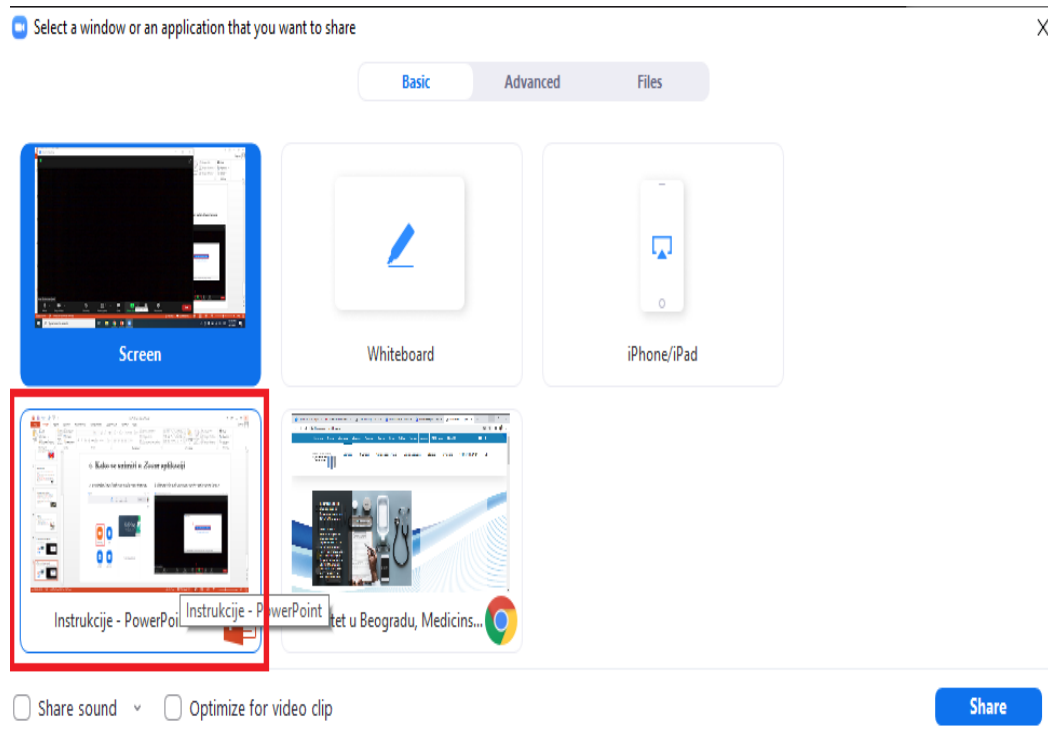 Select a window or an application that you want to share
Basic
Advanced
Files
Screen
Whiteboard
iPhone/iPad
Kako se snimiti u Zoom aplikaciji
Instrukcije - PowerPoi
Instrukcije - PowerPoint
tet u Beogradu, Medicins...
Share sound
Optimize for video clip
Share